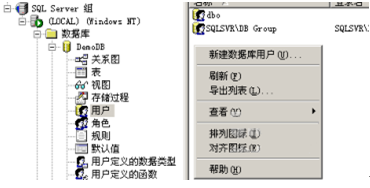 SQL Server 组
(LOCAL) (Windows NT)
数据库
DemoDB
关系图
表
视图
存储过程
用户
角色
规则
默认值
用户定义的数据类型
用户定义的函数
dbo
SQLSVR\DB Group SQLSVR\
新建数据库用户(U)...
刷新(F)
导出列表(L)...
查看(V)
排列图标(I)
对齐图标(E)
帮助(H)